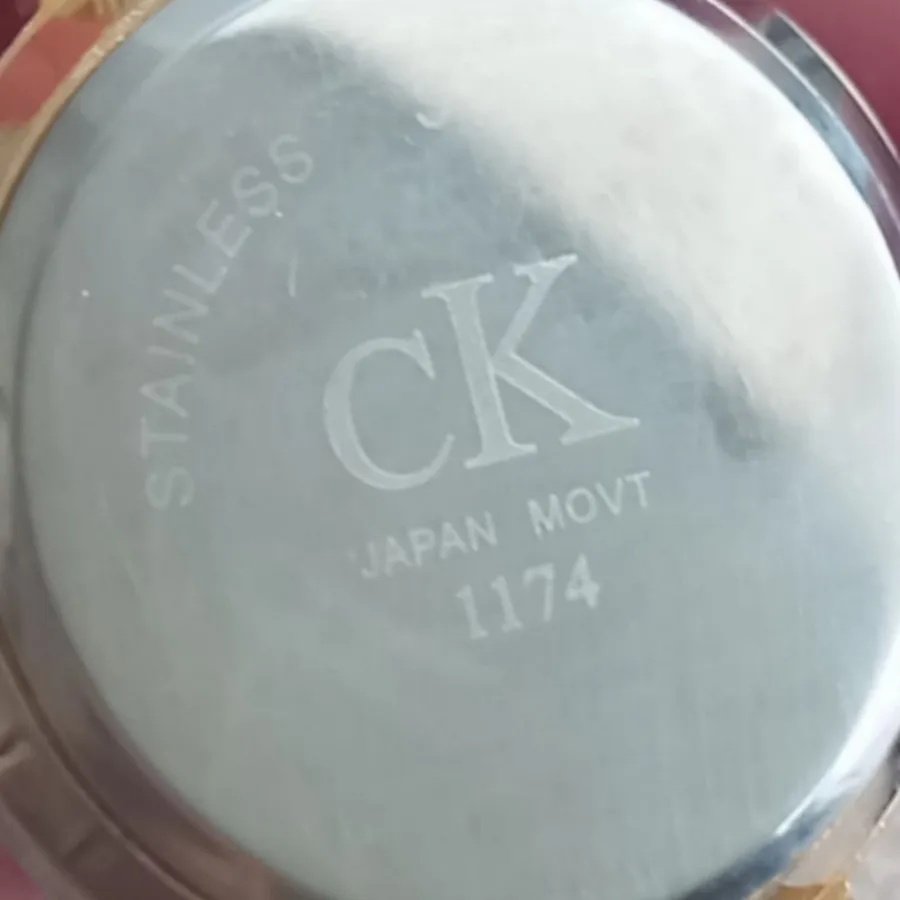 STAINLESS
CK
JAPAN MOVT
1174